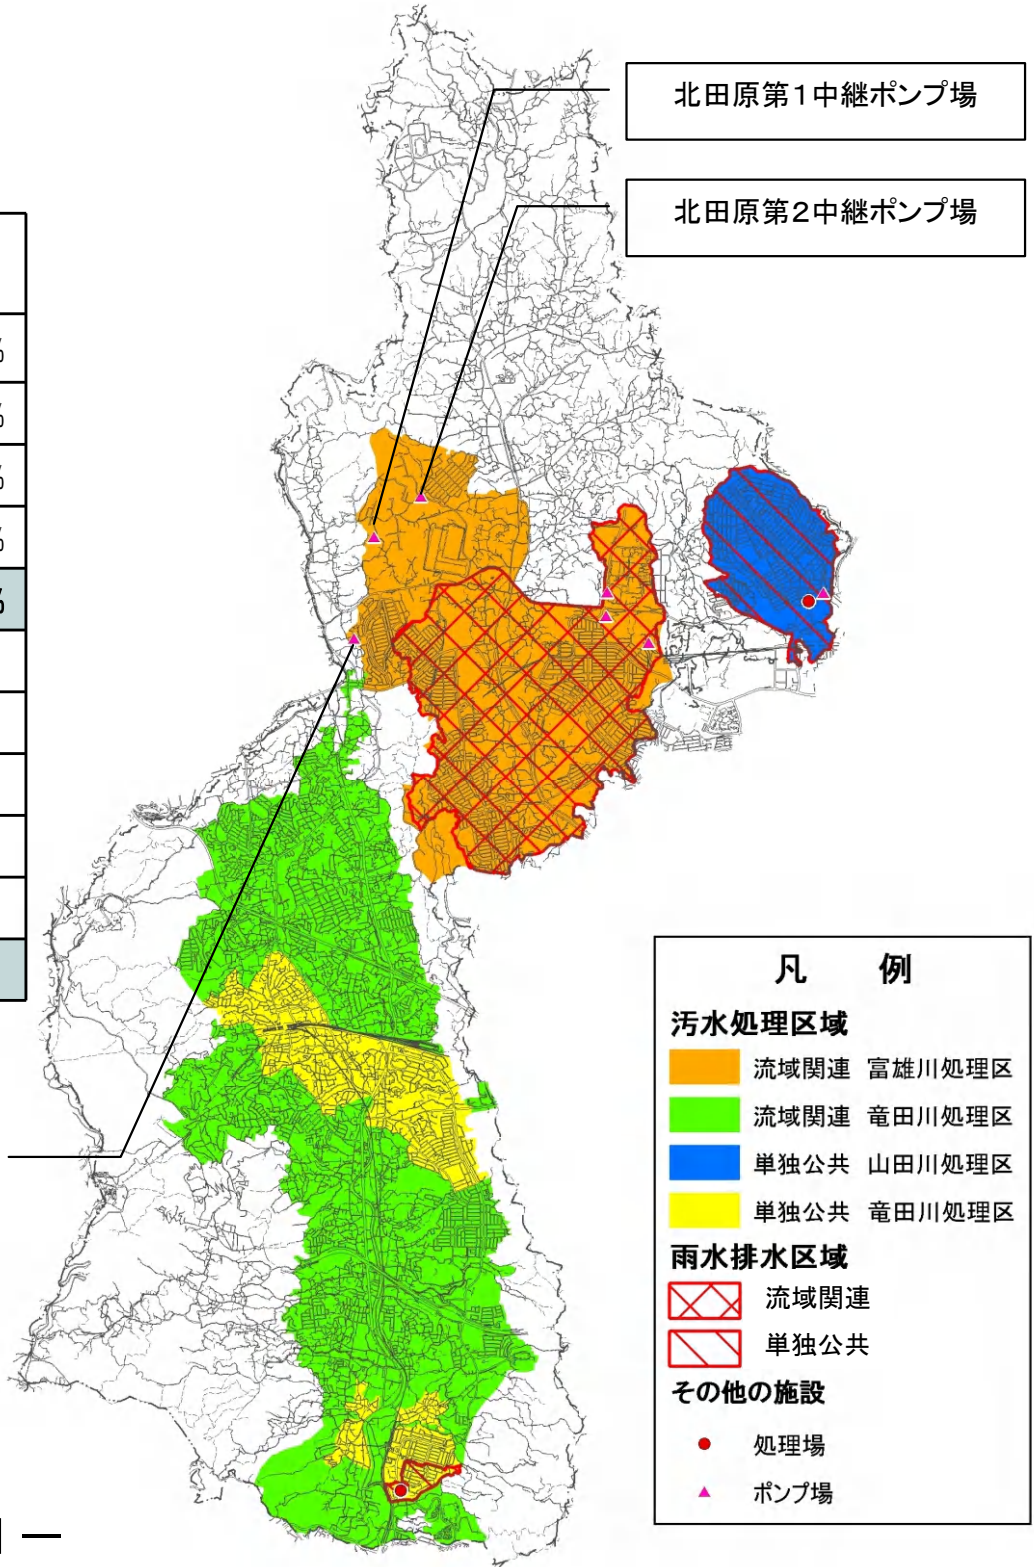 北田原第1中継ポンプ場
北田原第2中継ポンプ場
%
%
%
%
%
凡 例
汚水処理区域
流域関連 富雄川処理区
流域関連 竜田川処理区
単独公共 山田川処理区
単独公共 竜田川処理区
雨水排水区域
流域関連
単独公共
その他の施設
処理場
ポンプ場